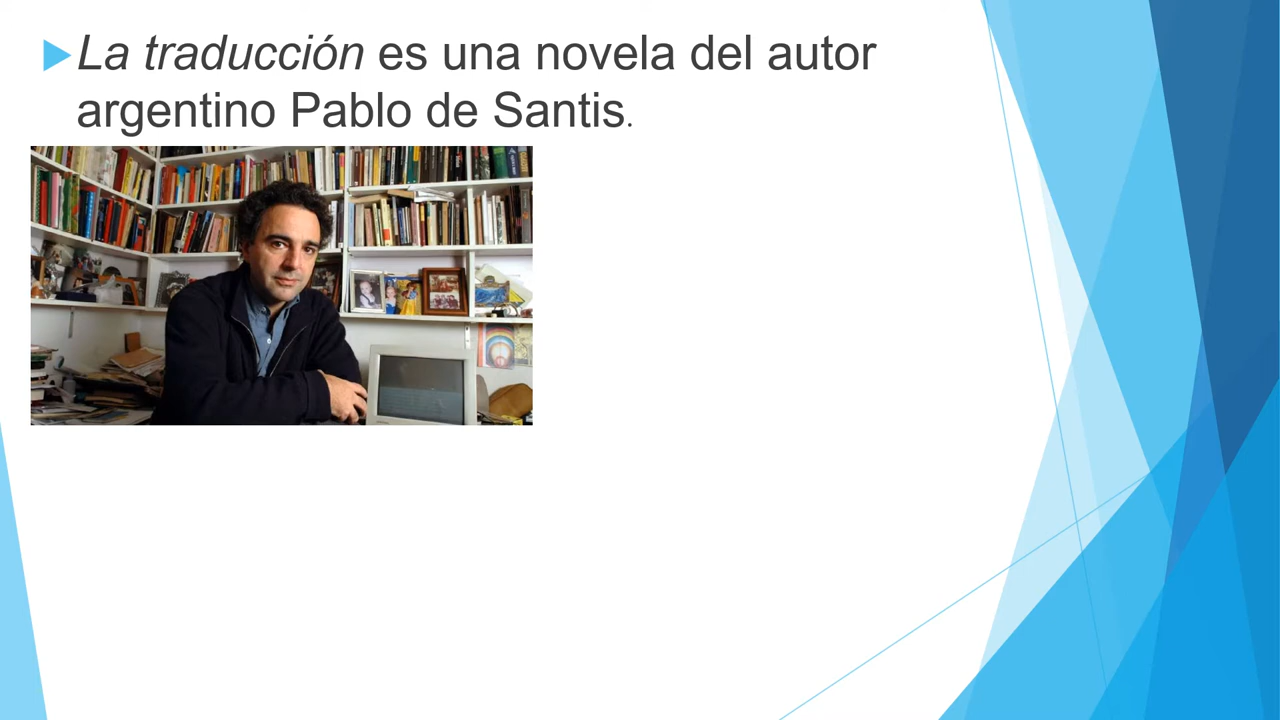 La traducción es una novela del autor
argentino Pablo de Santis.